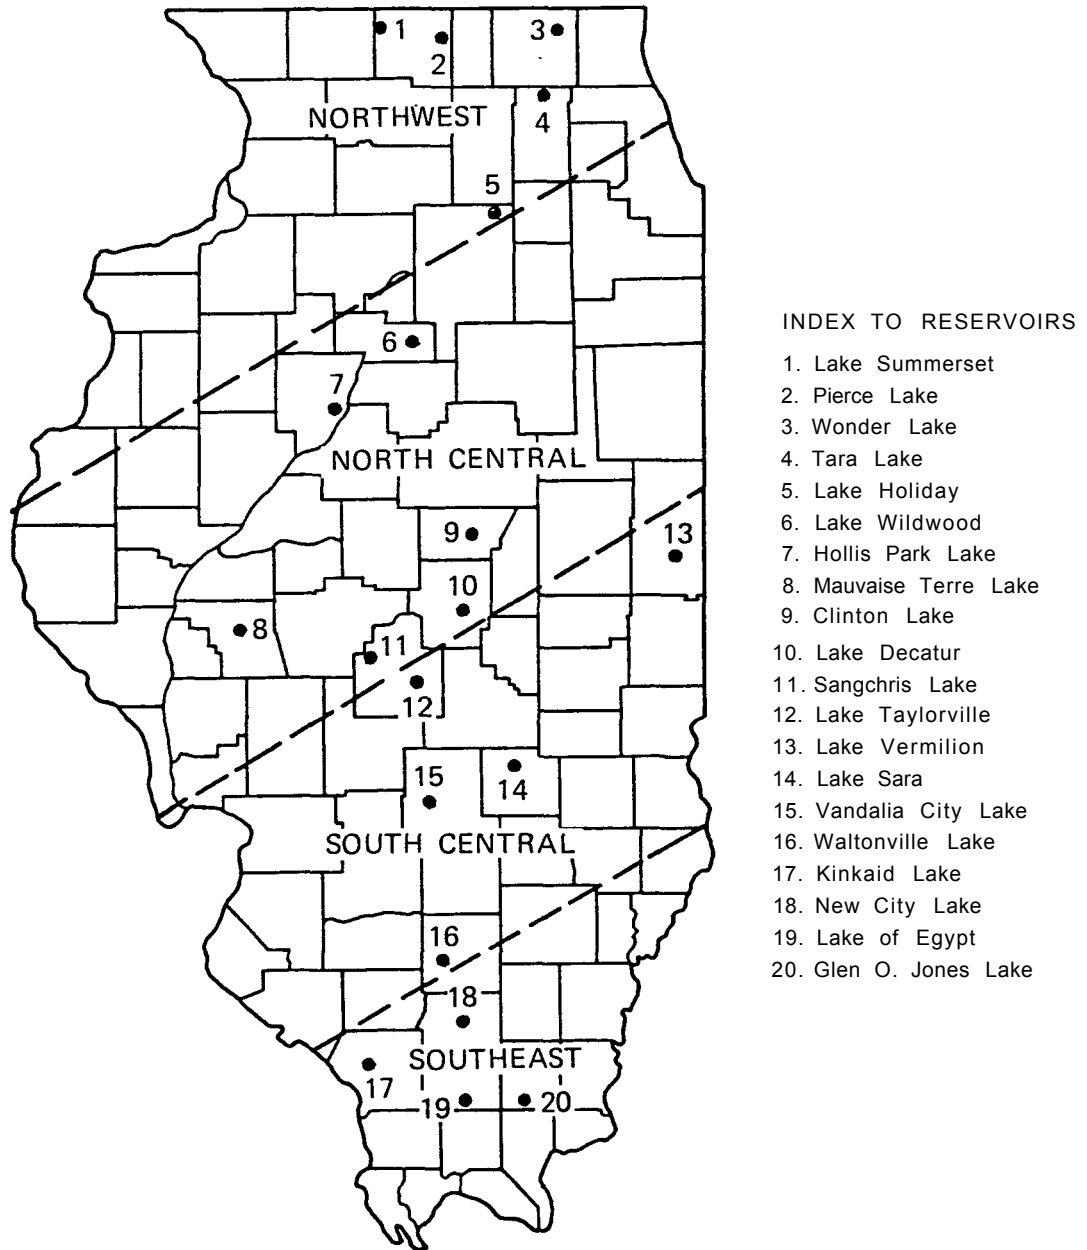 1
2
3
NORTHWEST
4
5
6
7
NORTH CENTRAL
9
13
10
8
11
12
15
14
SOUTH CENTRAL
16
18
SOUTHEAST
17
19
20
INDEX TO RESERVOIRS
1. Lake Summerset
2. Pierce Lake
3. Wonder Lake
4. Tara Lake
5. Lake Holiday
6. Lake Wildwood
7. Hollis Park Lake
8. Mauvaise Terre Lake
9. Clinton Lake
10. Lake Decatur
11. Sangchris Lake
12. Lake Taylorville
13. Lake Vermilion
14. Lake Sara
15. Vandalia City Lake
16. Waltonville Lake
17. Kinkaid Lake
18. New City Lake
19. Lake of Egypt
20. Glen O. Jones Lake